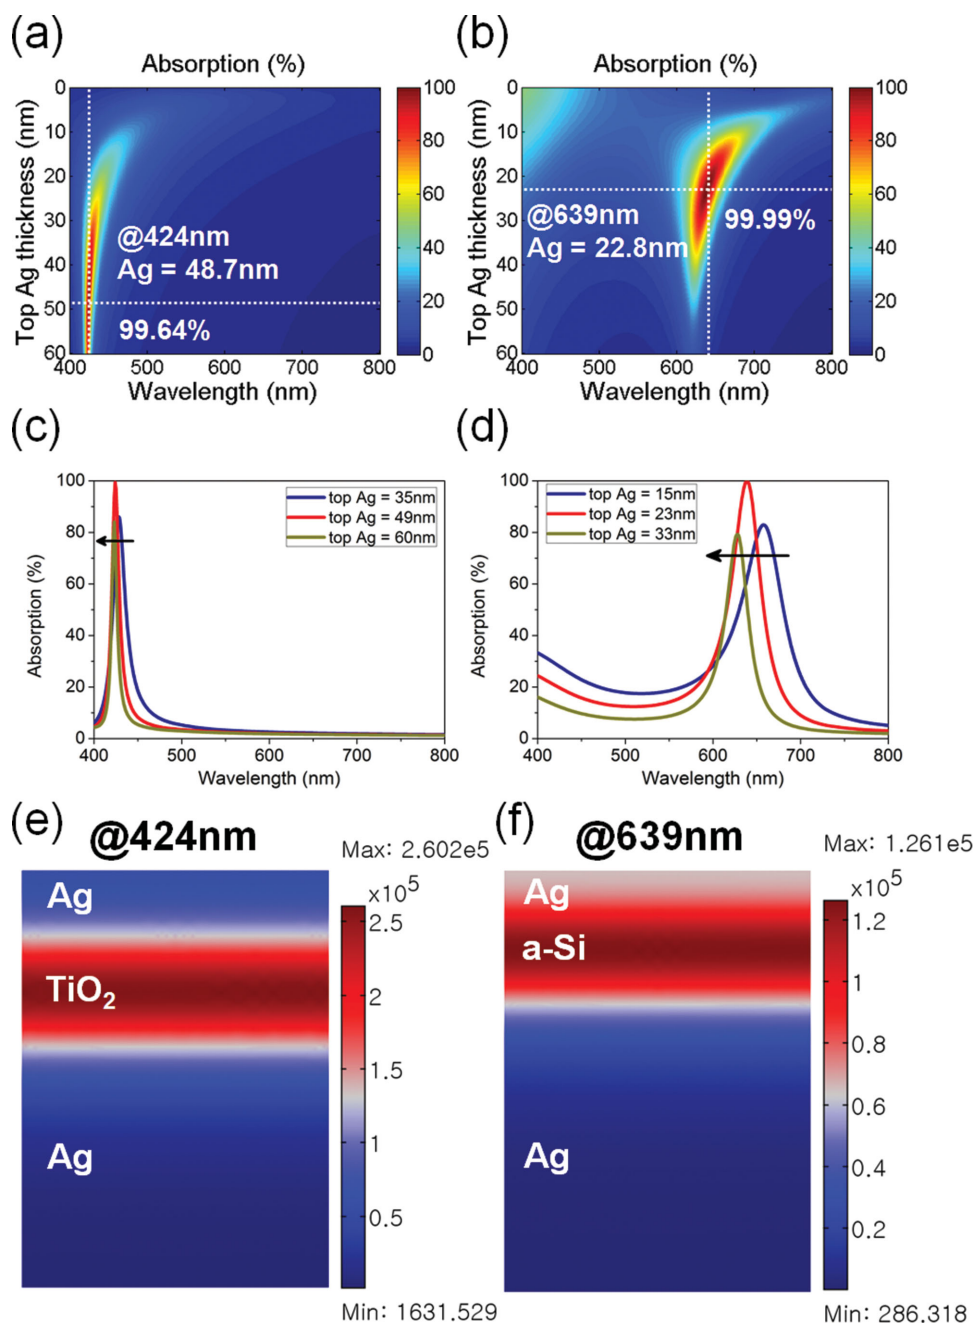 (a)
Absorption (%)
Top Ag thickness (nm)
0
10
20
30
40
50
60
400
500
600
700
800
Wavelength (nm)
@424nm
Ag = 48.7nm
99.64%
100
80
60
40
20
0
(b)
Absorption (%)
Top Ag thickness (nm)
0
10
20
30
40
50
60
400
500
600
700
800
Wavelength (nm)
@639nm
Ag = 22.8nm
99.99%
100
80
60
40
20
0
(c)
Absorption (%)
100
80
60
40
20
0
400
500
600
700
800
Wavelength (nm)
top Ag = 35nm
top Ag = 49nm
top Ag = 60nm
(d)
Absorption (%)
100
80
60
40
20
0
400
500
600
700
800
Wavelength (nm)
top Ag = 15nm
top Ag = 23nm
top Ag = 33nm
(e)
@424nm
Max: 2.602e5
x10⁵
Ag
TiO₂
Ag
2.5
2
1.5
1
0.5
Min: 1631.529
(f)
@639nm
Max: 1.261e5
x10⁵
Ag
a-Si
Ag
1.2
1
0.8
0.6
0.4
0.2
Min: 286.318